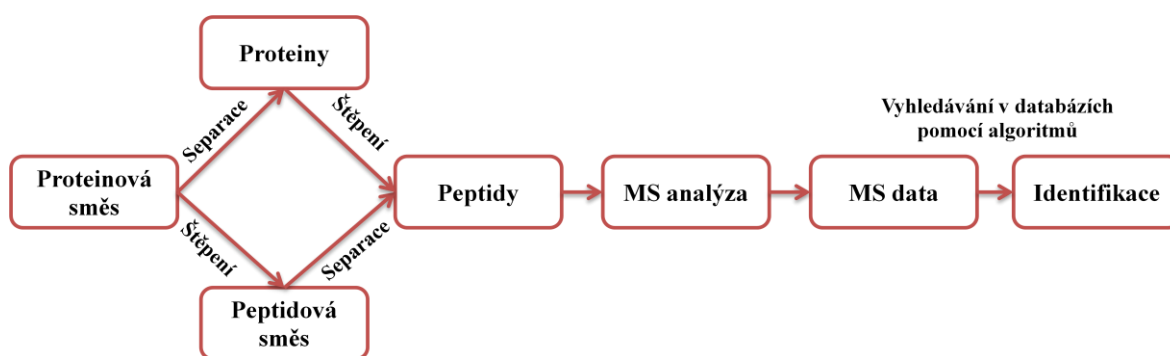 Proteiny
Separace
Štěpení
Vyhledávání v databázích
pomocí algoritmů
Proteinová
směs
Peptidy
MS analýza
MS data
Identifikace
Štěpení
Separace
Peptidová
směs